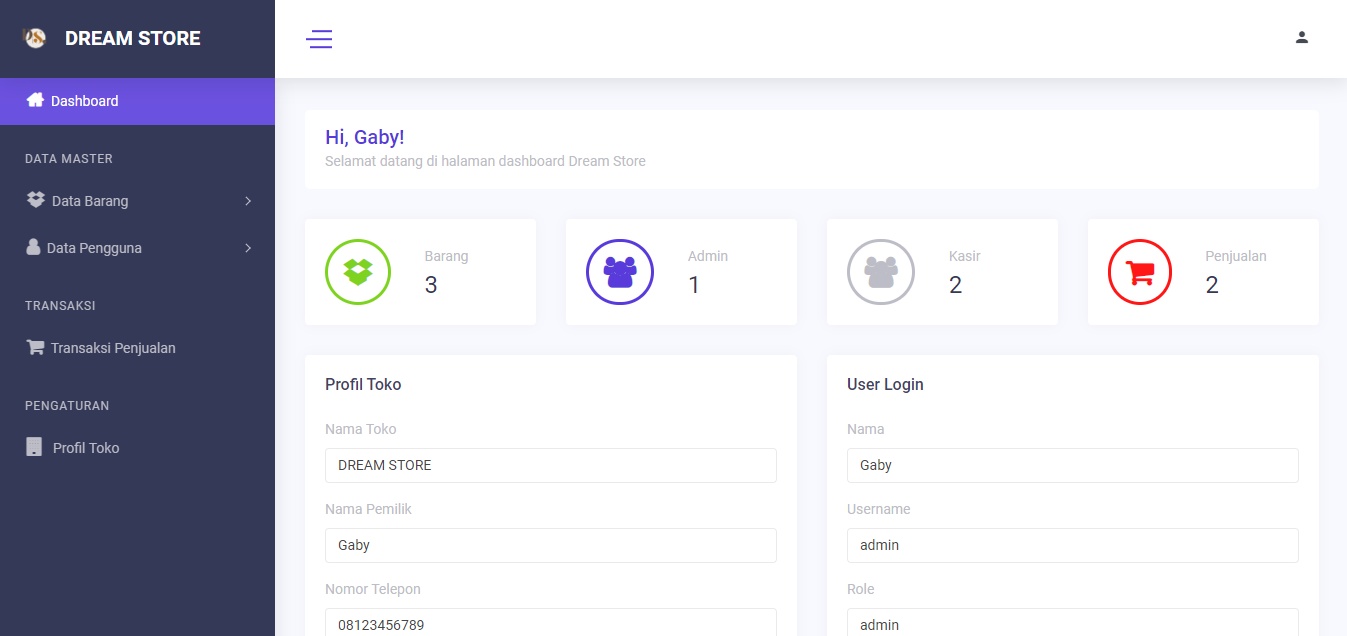 DREAM STORE
Dashboard
DATA MASTER
Data Barang
Data Pengguna
TRANSAKSI
Transaksi Penjualan
PENGATURAN
Profil Toko
Hi, Gaby!
Selamat datang di halaman dashboard Dream Store
Barang
3
Admin
1
Kasir
2
Penjualan
2
Profil Toko
Nama Toko
DREAM STORE
Nama Pemilik
Gaby
Nomor Telepon
08123456789
User Login
Nama
Gaby
Username
admin
Role
admin